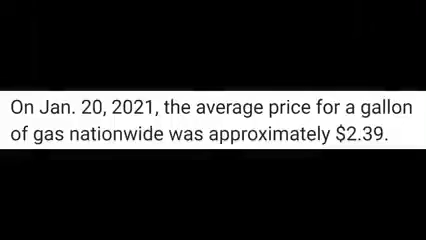 On Jan. 20, 2021, the average price for a gallon
of gas nationwide was approximately $2.39.